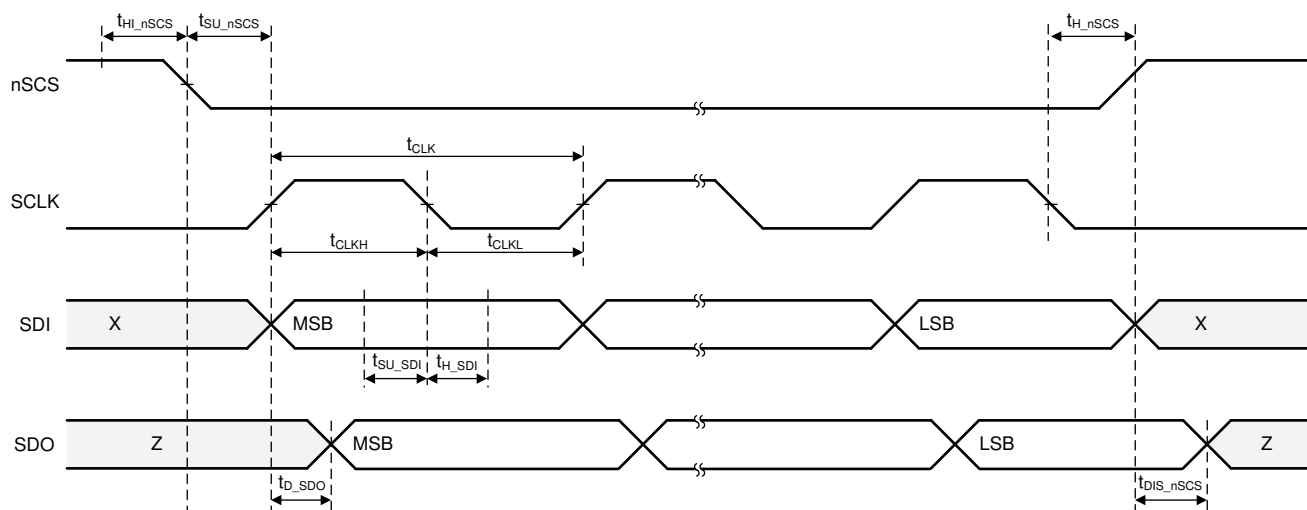 tHI_nSCS tSU_nSCS tH_nSCS
nSCS
tCLK
SCLK
tCLKH tCLKL
SDI X MSB LSB X
tSU_SDI tH_SDI
SDO Z MSB LSB Z
tD_SDO tDIS_nSCS